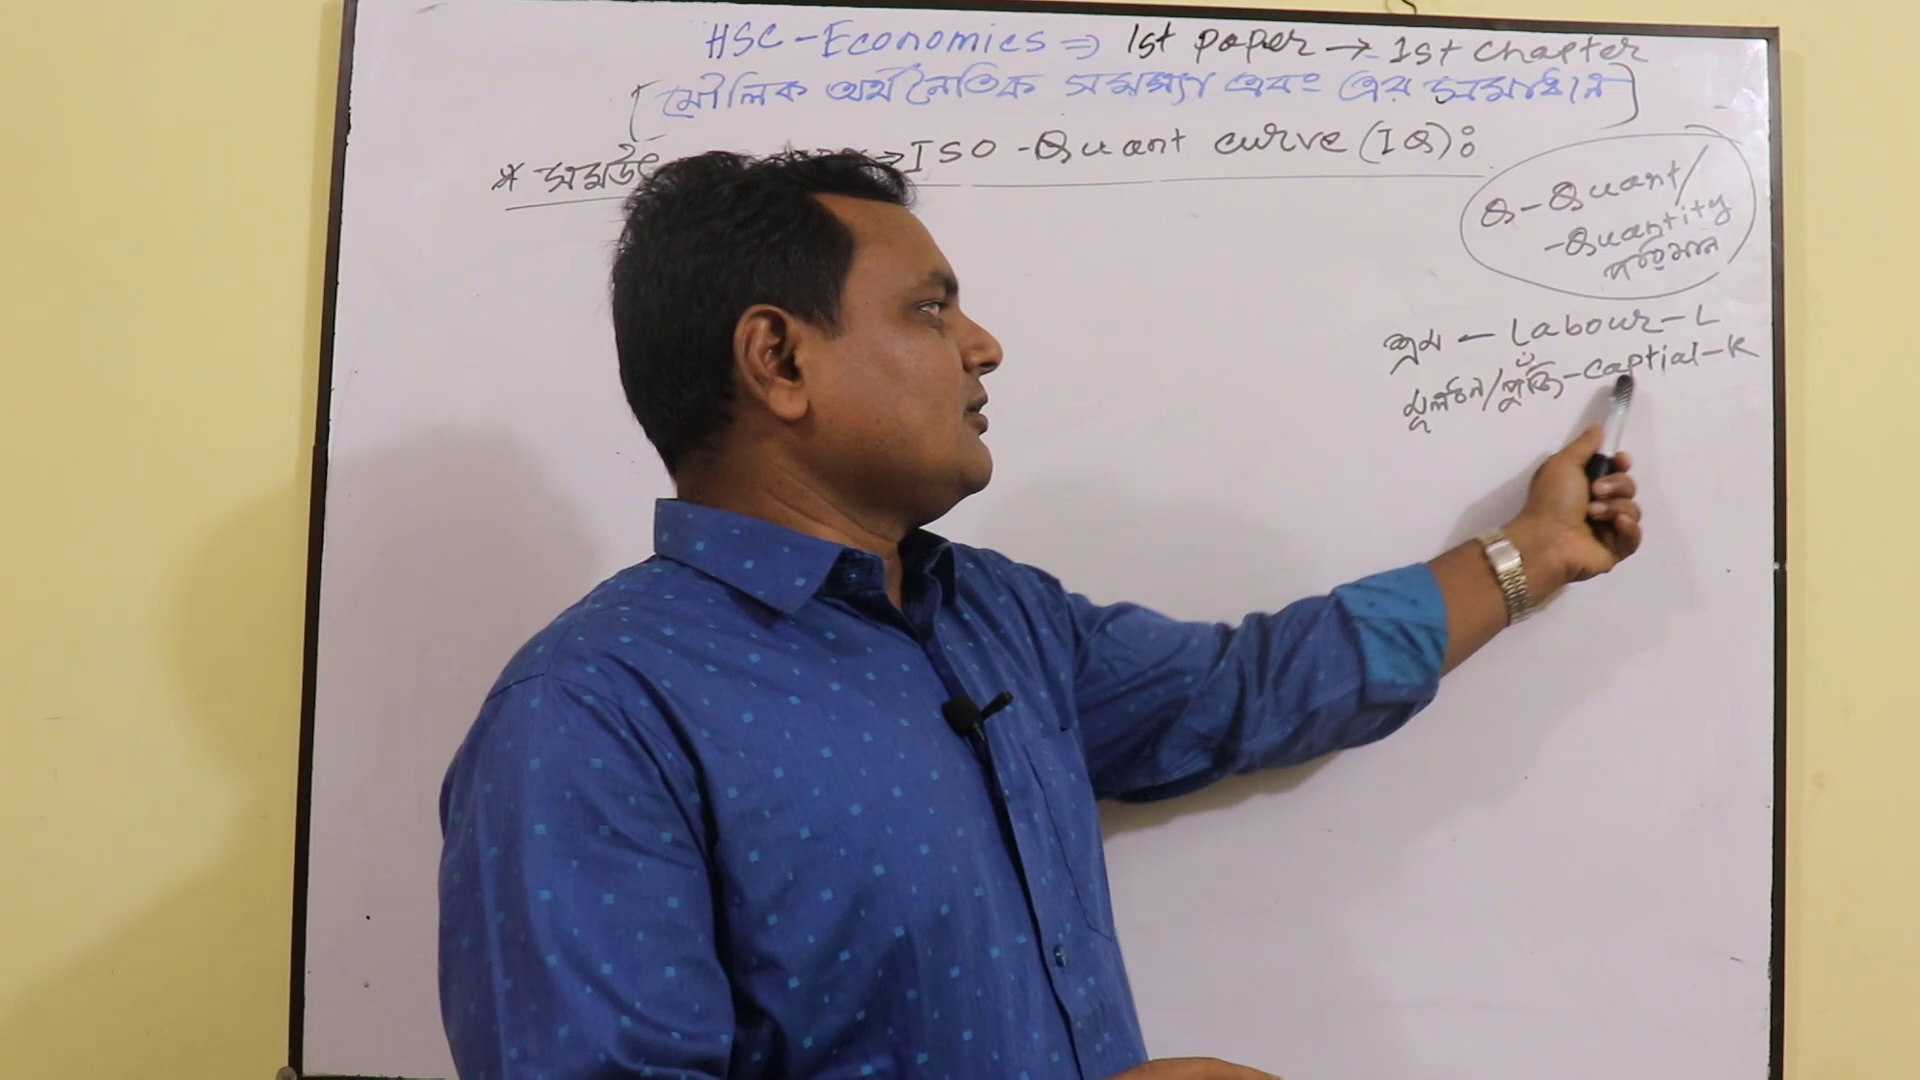 HSC-Economics ⇒ 1st paper → 1st chapter
[মৌলিক অর্থনৈতিক সমস্যা এবং এর সমাধান]
* সমউৎ → ISO-Quant curve (IQ):
Q-Quant/
-Quantity
পরিমান
শ্রম - Labour-L
মূলধন/পুঁজি-Captial-K